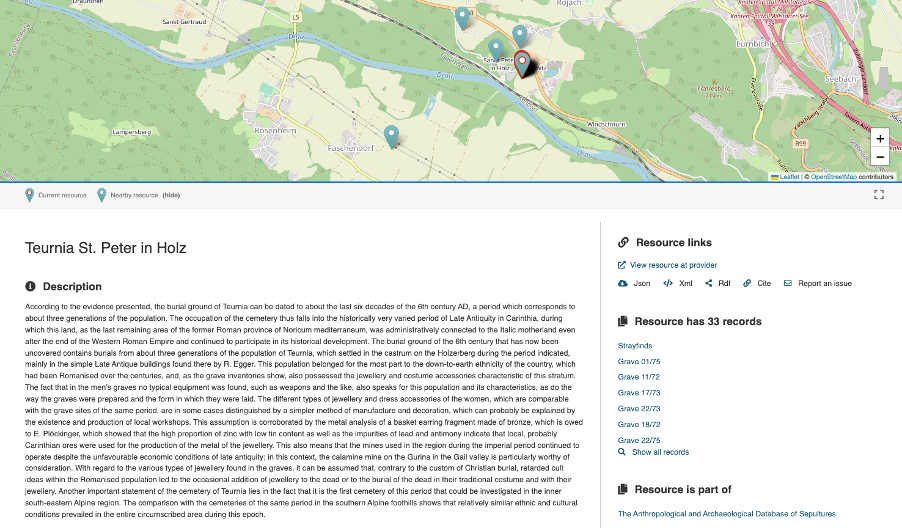 Drauhofen
Sankt Gertraud
L5
Drau
Rojach
Lumbichl
Seebach
Fratresberg
719 m
B99
Lampersberg
Rosenheim
Faschendorf
Windschnurn
Drau
+
−
Leaflet | © OpenStreetMap contributors
Current resource
Nearby resource (hide)
Teurnia St. Peter in Holz
Description
According to the evidence presented, the burial ground of Teurnia can be dated to about the last six decades of the 6th century AD, a period which corresponds to
about three generations of the population. The occupation of the cemetery thus falls into the historically very varied period of Late Antiquity in Carinthia, during
which this land, as the last remaining area of the former Roman province of Noricum mediterraneum, was administratively connected to the Italic motherland even
after the end of the Western Roman Empire and continued to participate in its historical development. The burial ground of the 6th century that has now been
uncovered contains burials from about three generations of the population of Teurnia, which settled in the castrum on the Holzerberg during the period indicated,
mainly in the simple Late Antique buildings found there by R. Egger. This population belonged for the most part to the down-to-earth ethnicity of the country, which
had been Romanised over the centuries, and, as the grave inventories show, also possessed the jewellery and costume accessories characteristic of this stratum.
The fact that in the men's graves no typical equipment was found, such as weapons and the like, also speaks for this population and its characteristics, as do the
way the graves were prepared and the form in which they were laid. The different types of jewellery and dress accessories of the women, which are comparable
with the grave sites of the same period, are in some cases distinguished by a simpler method of manufacture and decoration, which can probably be explained by
the existence and production of local workshops. This assumption is corroborated by the metal analysis of a basket earring fragment made of bronze, which is owed
to E. Plöckinger, which showed that the high proportion of zinc with low tin content as well as the impurities of lead and antimony indicate that local, probably
Carinthian ores were used for the production of the metal of the jewellery. This also means that the mines used in the region during the imperial period continued to
operate despite the unfavourable economic conditions of late antiquity; in this context, the calamine mine on the Gurina in the Gail valley is particularly worthy of
consideration. With regard to the various types of jewellery found in the graves, it can be assumed that, contrary to the custom of Christian burial, retarded cult
ideas within the Romanised population led to the occasional addition of jewellery to the dead or to the burial of the dead in their traditional costume and with their
jewellery. Another important statement of the cemetery of Teurnia lies in the fact that it is the first cemetery of this period that could be investigated in the inner
south-eastern Alpine region. The comparison with the cemeteries of the same period in the southern Alpine foothills shows that relatively similar ethnic and cultural
conditions prevailed in the entire circumscribed area during this epoch.
Resource links
View resource at provider
Json Xml Rdf Cite Report an issue
Resource has 33 records
Strayfinds
Grave 01/75
Grave 11/72
Grave 17/73
Grave 22/73
Grave 18/72
Grave 22/75
Show all records
Resource is part of
The Anthropological and Archaeological Database of Sepultures